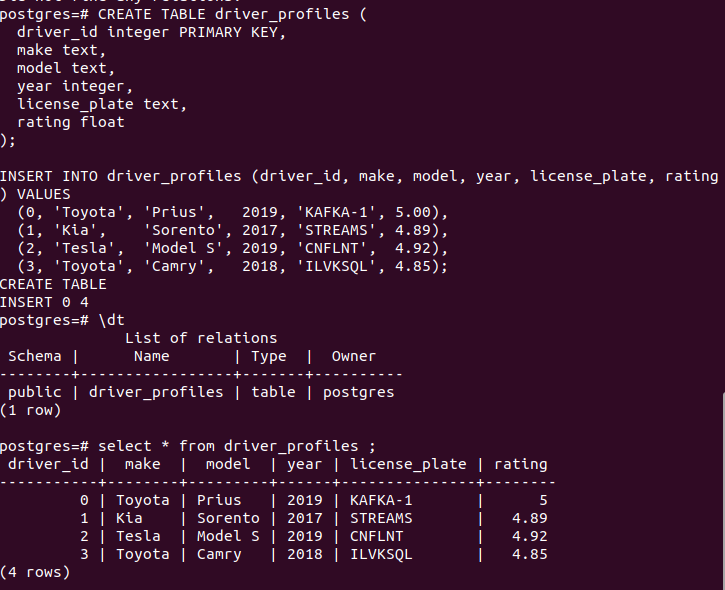 postgres=# CREATE TABLE driver_profiles (
  driver_id integer PRIMARY KEY,
  make text,
  model text,
  year integer,
  license_plate text,
  rating float
);

INSERT INTO driver_profiles (driver_id, make, model, year, license_plate, rating
) VALUES
  (0, 'Toyota', 'Prius',   2019, 'KAFKA-1', 5.00),
  (1, 'Kia',    'Sorento', 2017, 'STREAMS', 4.89),
  (2, 'Tesla',  'Model S', 2019, 'CNFLNT',  4.92),
  (3, 'Toyota', 'Camry',   2018, 'ILVKSQL', 4.85);
CREATE TABLE
INSERT 0 4
postgres=# \dt
              List of relations
 Schema |      Name       | Type  |  Owner   
--------+-----------------+-------+----------
 public | driver_profiles | table | postgres
(1 row)

postgres=# select * from driver_profiles ;
 driver_id |  make  |  model  | year | license_plate | rating 
-----------+--------+---------+------+---------------+--------
         0 | Toyota | Prius   | 2019 | KAFKA-1       |      5
         1 | Kia    | Sorento | 2017 | STREAMS       |   4.89
         2 | Tesla  | Model S | 2019 | CNFLNT        |   4.92
         3 | Toyota | Camry   | 2018 | ILVKSQL       |   4.85
(4 rows)